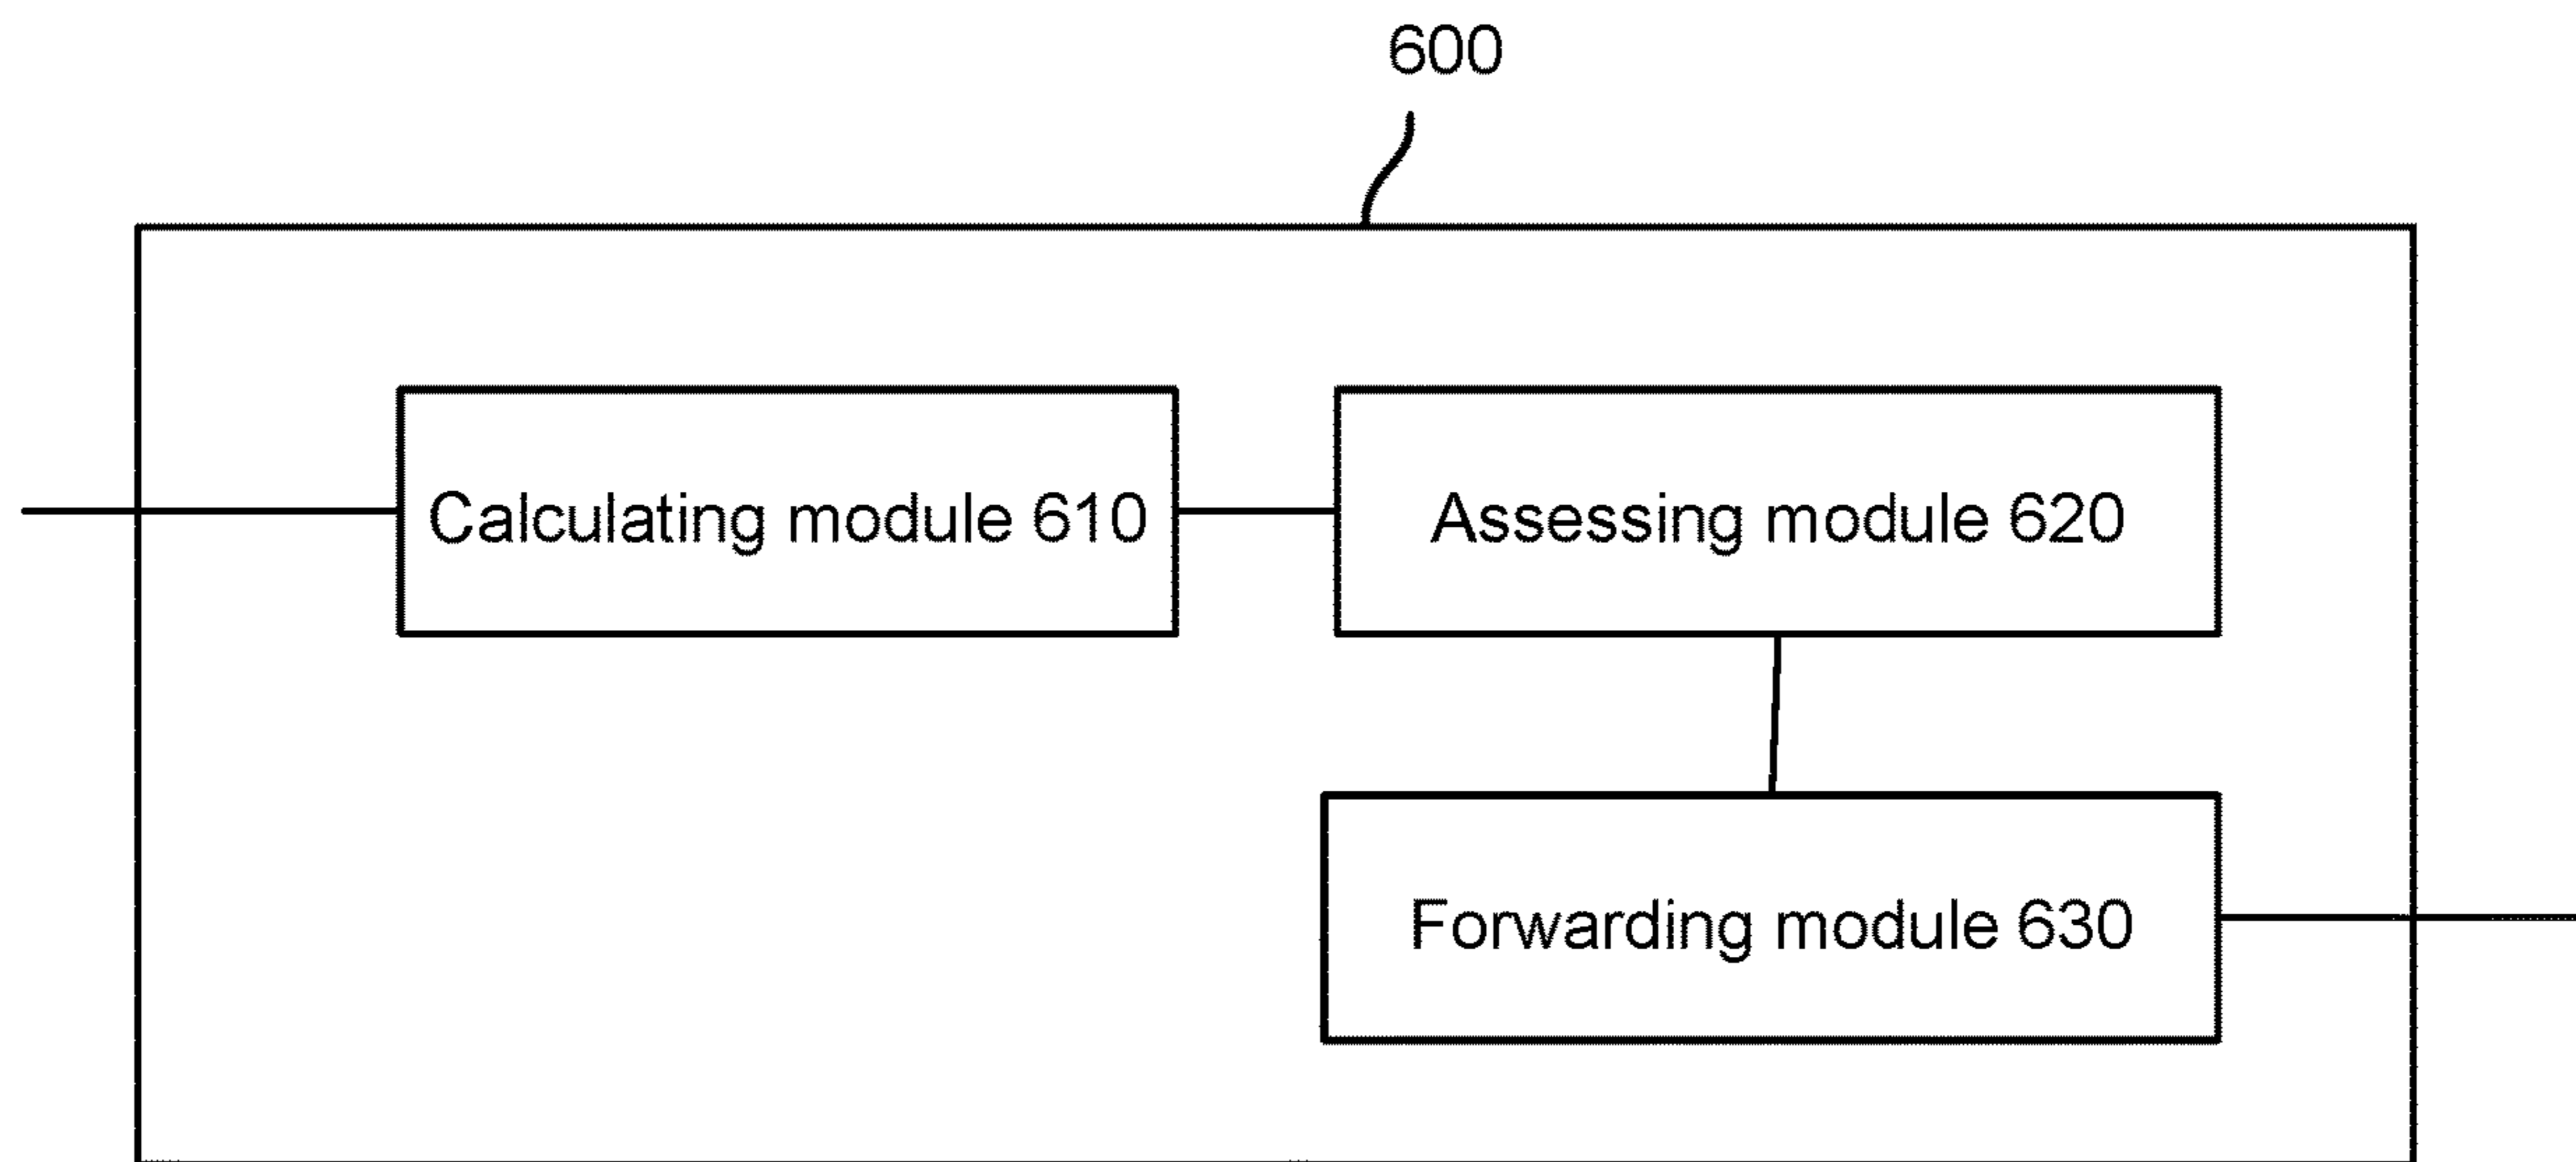 600
Calculating module 610
Assessing module 620
Forwarding module 630